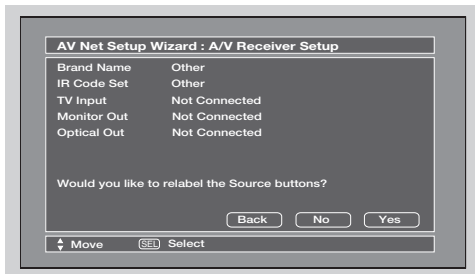 AV Net Setup Wizard : A/V Receiver Setup
Brand Name Other
IR Code Set Other
TV Input Not Connected
Monitor Out Not Connected
Optical Out Not Connected
Would you like to relabel the Source buttons?
Back No Yes
Move SEL Select